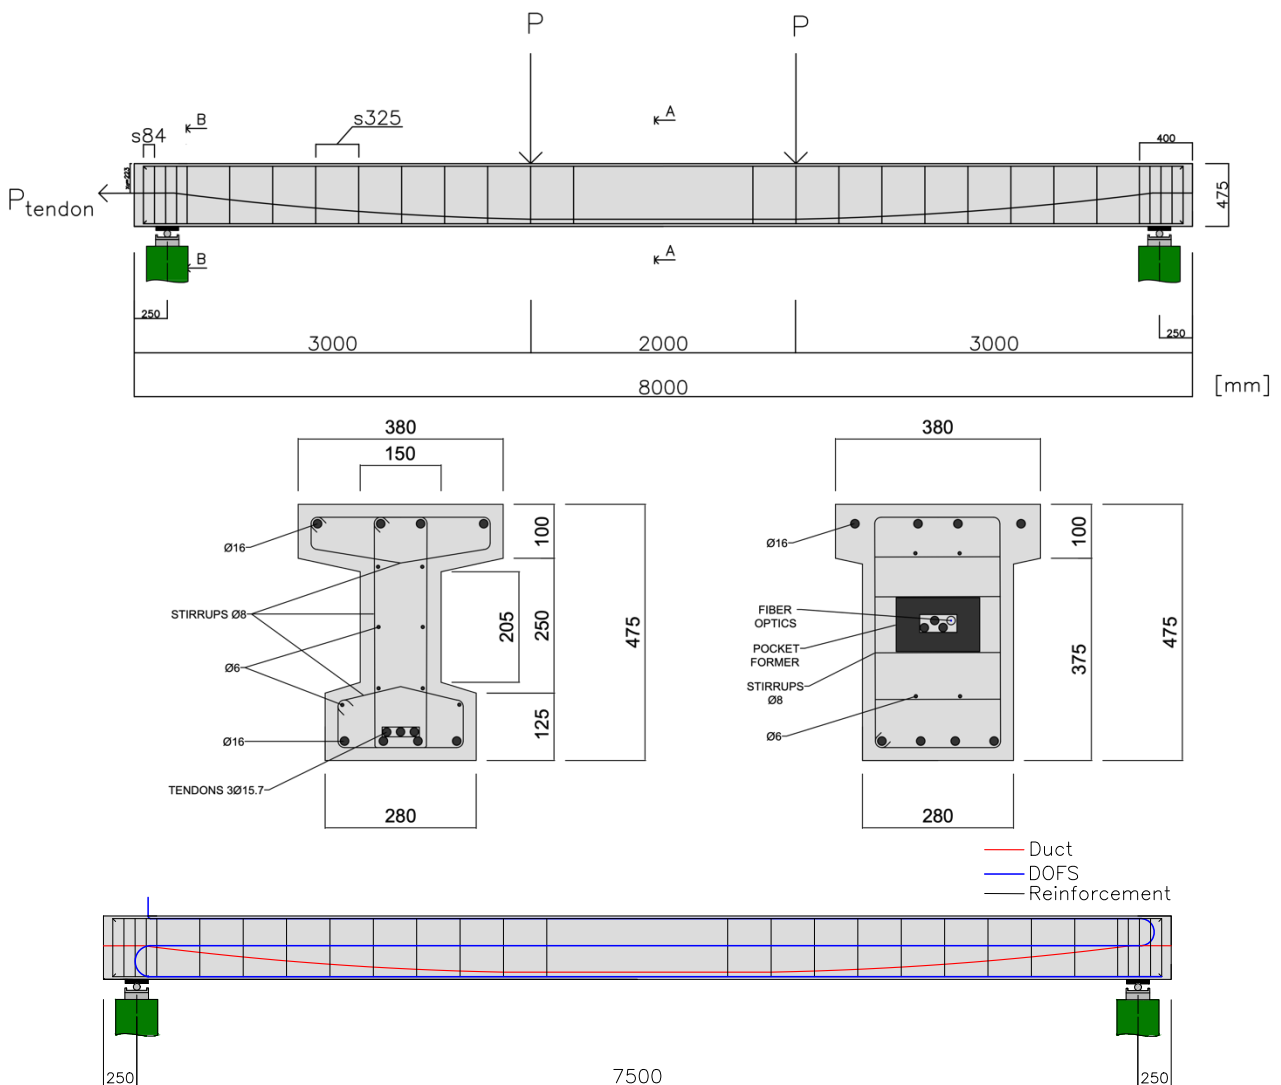 P
P
A
B
s325
s84
400
P tendon
475
B
A
250
250
3000
2000
3000
8000
[mm]
380
150
Ø16
100
STIRRUPS Ø8
205
250
475
Ø6
Ø16
125
TENDONS 3Ø15.7
280
380
Ø16
100
FIBER
OPTICS
POCKET
FORMER
STIRRUPS
Ø8
375
475
Ø6
280
Duct
DOFS
Reinforcement
250
7500
250